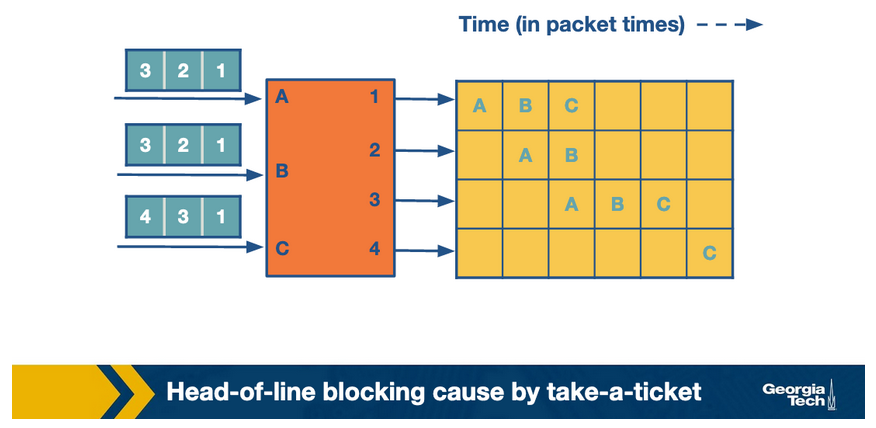 Time (in packet times)
3 2 1
A 1 A B C
3 2 1
2 A B
B
4 3 1
3 A B C
C 4 C
Head-of-line blocking cause by take-a-ticket
Georgia
Tech